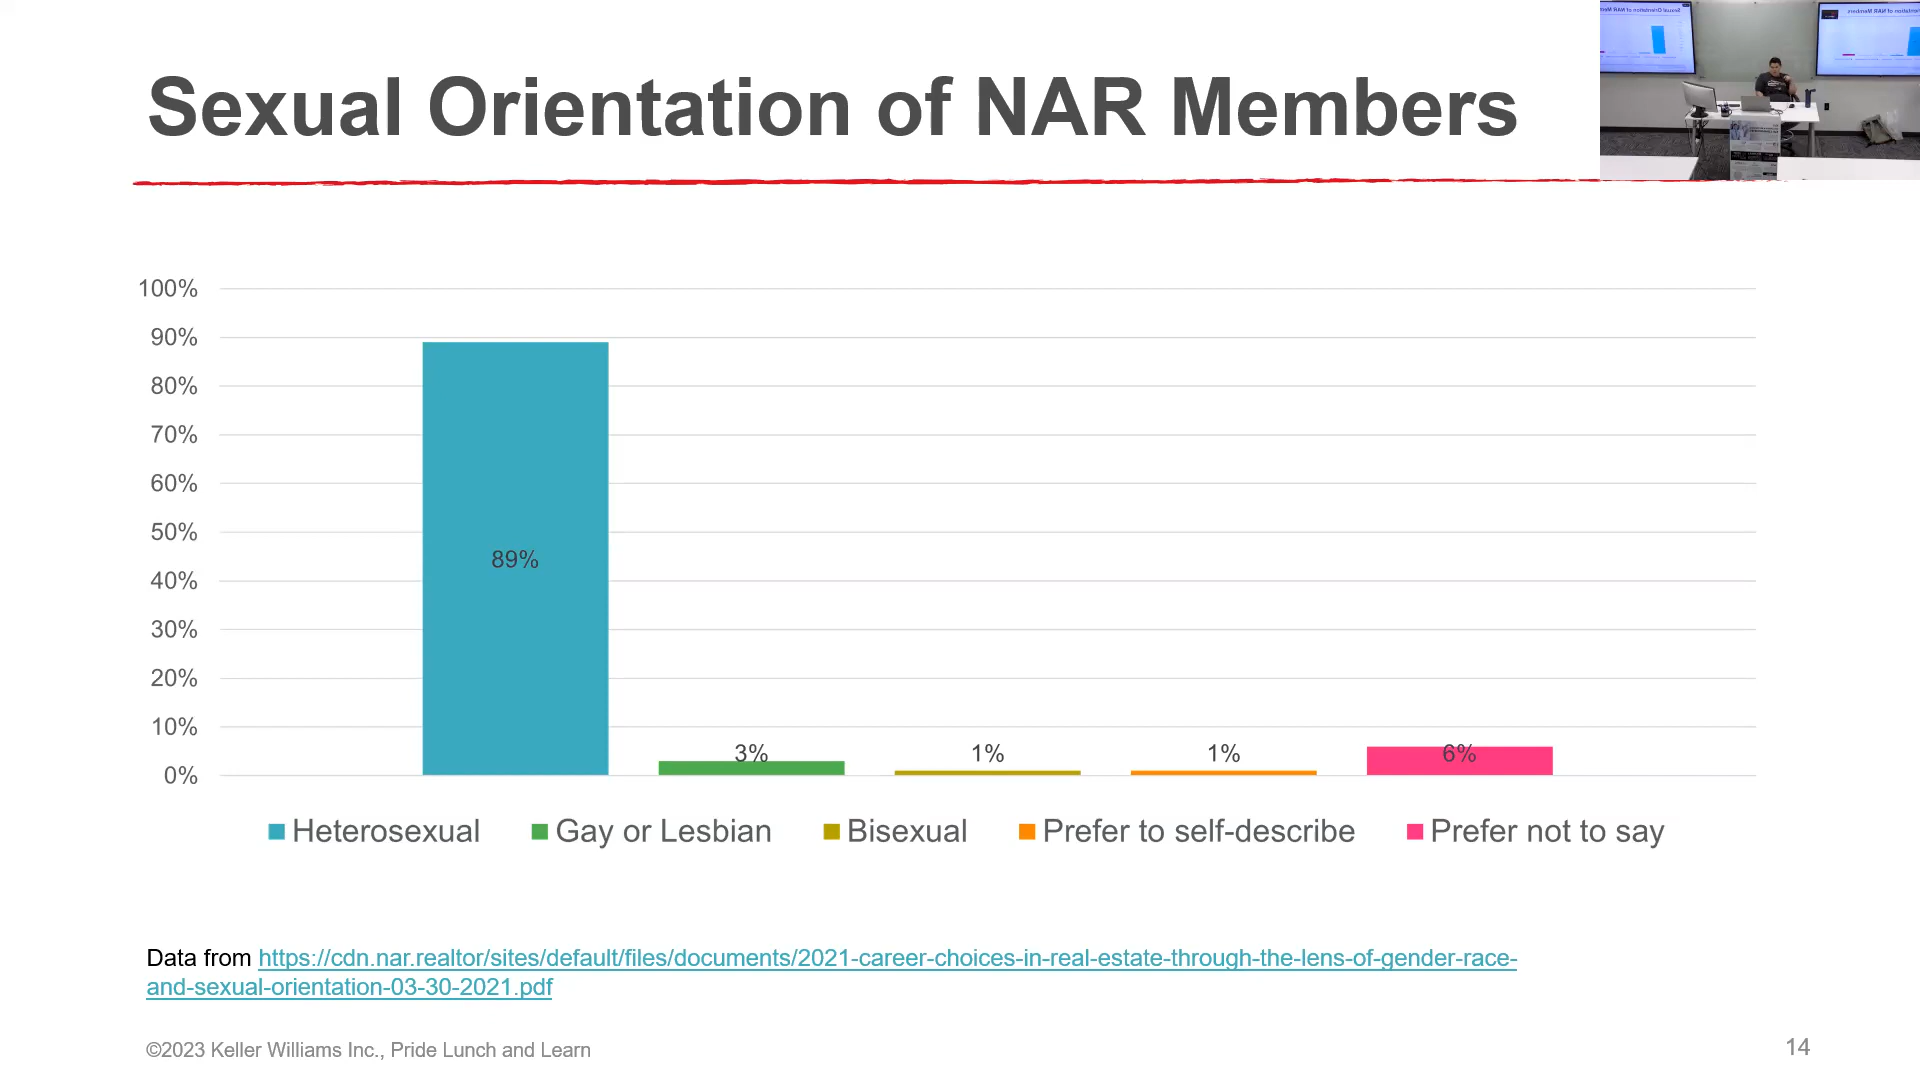 Sexual Orientation of NAR Members
100%
90%
80%
70%
60%
50%
40%
30%
20%
10%
0%
89%
3%
1%
1%
6%
Heterosexual
Gay or Lesbian
Bisexual
Prefer to self-describe
Prefer not to say
Data from https://cdn.nar.realtor/sites/default/files/documents/2021-career-choices-in-real-estate-through-the-lens-of-gender-race-
and-sexual-orientation-03-30-2021.pdf
©2023 Keller Williams Inc., Pride Lunch and Learn
14